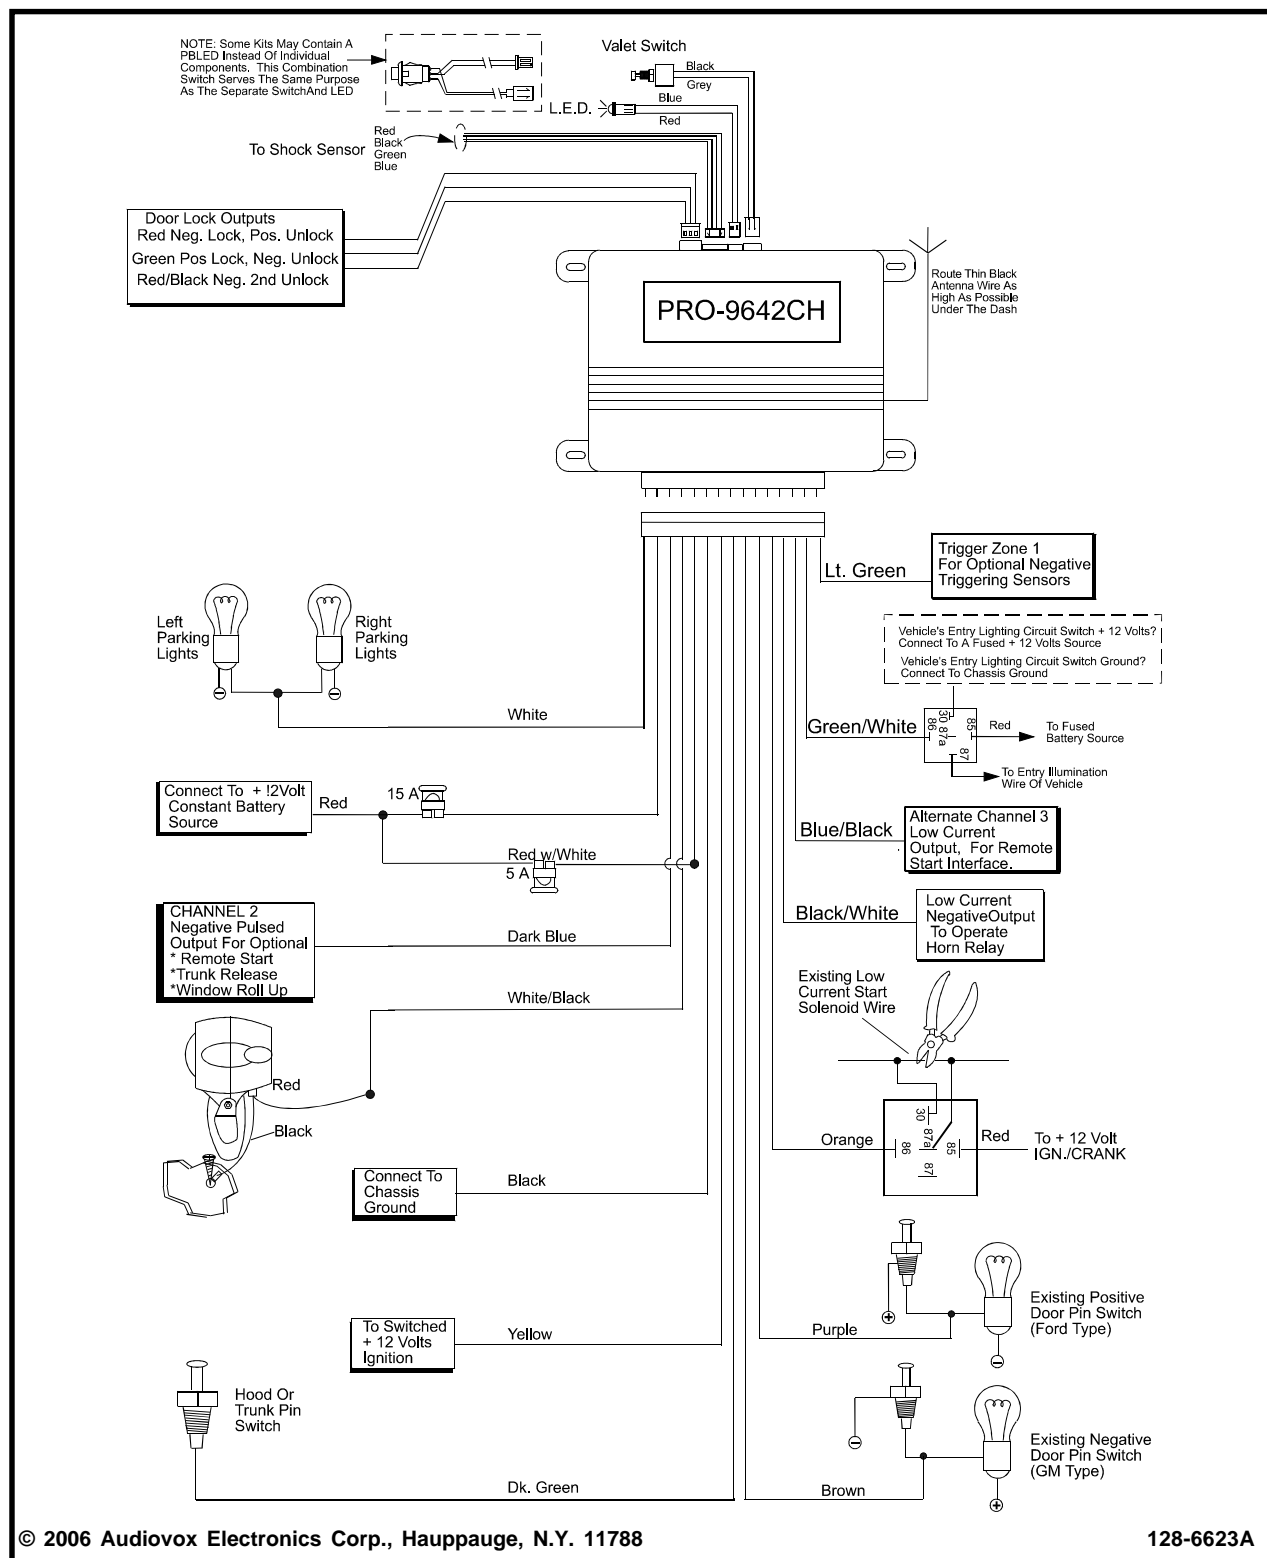 NOTE: Some Kits May Contain A
PBLED Instead Of Individual
Components. This Combination
Switch Serves The Same Purpose
As The Separate SwitchAnd LED
Valet Switch
Black
Grey
L.E.D.
Blue
Red
To Shock Sensor
Red
Black
Green
Blue
Door Lock Outputs
Red Neg. Lock, Pos. Unlock
Green Pos Lock, Neg. Unlock
Red/Black Neg. 2nd Unlock
PRO-9642CH
Route Thin Black
Antenna Wire As
High As Possible
Under The Dash
Lt. Green
Trigger Zone 1
For Optional Negative
Triggering Sensors
Left
Parking
Lights
Right
Parking
Lights
White
Vehicle's Entry Lighting Circuit Switch + 12 Volts?
Connect To A Fused + 12 Volts Source
Vehicle's Entry Lighting Circuit Switch Ground?
Connect To Chassis Ground
Green/White
86
30
87a
85
87
Red
To Fused
Battery Source
To Entry Illumination
Wire Of Vehicle
Connect To + !2Volt
Constant Battery
Source
Red
15 A
Red w/White
5 A
Blue/Black
Alternate Channel 3
Low Current
Output, For Remote
Start Interface.
CHANNEL 2
Negative Pulsed
Output For Optional
* Remote Start
*Trunk Release
*Window Roll Up
Dark Blue
Black/White
Low Current
NegativeOutput
To Operate
Horn Relay
White/Black
Red
Black
Existing Low
Current Start
Solenoid Wire
Orange
86
30
87a
85
87
Red
To + 12 Volt
IGN./CRANK
Connect To
Chassis
Ground
Black
To Switched
+ 12 Volts
Ignition
Yellow
Purple
Existing Positive
Door Pin Switch
(Ford Type)
Hood Or
Trunk Pin
Switch
Dk. Green
Brown
Existing Negative
Door Pin Switch
(GM Type)
© 2006 Audiovox Electronics Corp., Hauppauge, N.Y. 11788
128-6623A